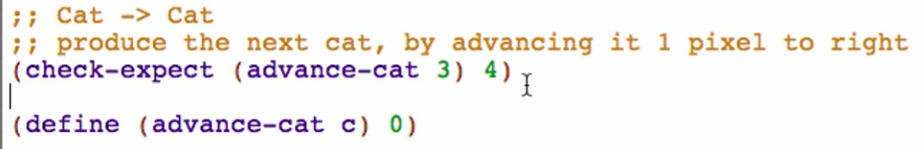 ;; Cat -> Cat
;; produce the next cat, by advancing it 1 pixel to right
(check-expect (advance-cat 3) 4)
(define (advance-cat c) 0)